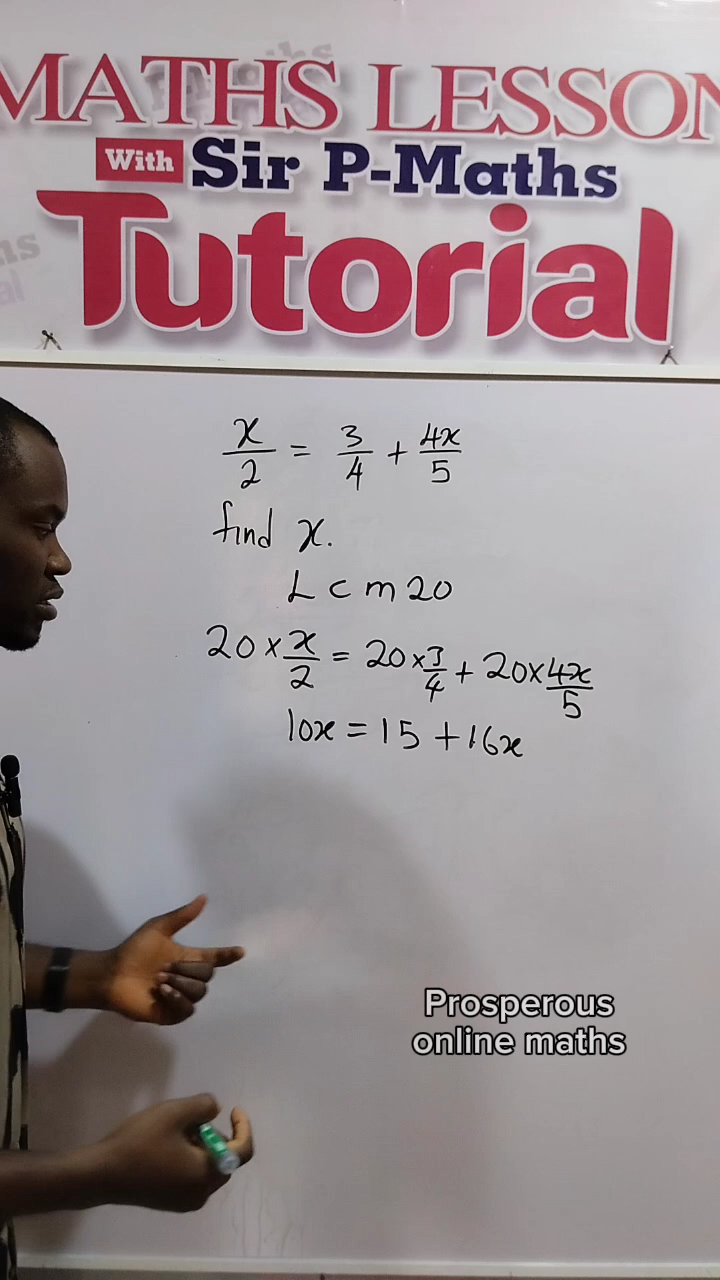 MATHS LESSON
With Sir P-Maths
Tutorial
x/2 = 3/4 + 4x/5
find x.
L c m 20
20 × x/2 = 20 × 3/4 + 20 × 4x/5
10x = 15 + 16x
Prosperous
online maths